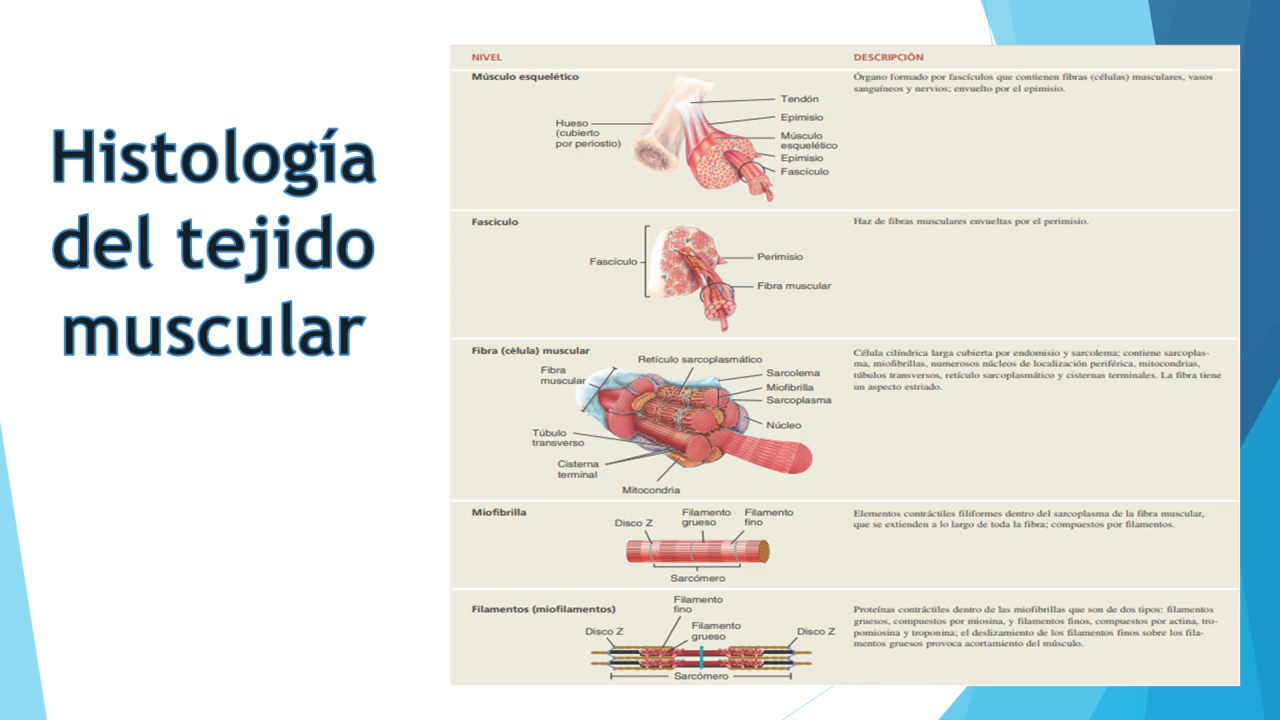 Histología
del tejido
muscular
NIVEL
DESCRIPCIÓN
Músculo esquelético
Hueso
(cubierto
por periostio)
Tendón
Epimisio
Músculo
esquelético
Epimisio
Fascículo
Órgano formado por fascículos que contienen fibras (células) musculares, vasos
sanguíneos y nervios; envuelto por el epimisio.
Fascículo
Fascículo
Perimisio
Fibra muscular
Haz de fibras musculares envueltas por el perimisio.
Fibra (célula) muscular
Retículo sarcoplasmático
Fibra
muscular
Sarcolema
Miofibrilla
Sarcoplasma
Núcleo
Túbulo
transverso
Cisterna
terminal
Mitocondria
Célula cilíndrica larga cubierta por endomisio y sarcolema; contiene sarcoplas-
ma, miofibrillas, numerosos núcleos de localización periférica, mitocondrias,
túbulos transversos, retículo sarcoplasmático y cisternas terminales. La fibra tiene
un aspecto estriado.
Miofibrilla
Disco Z
Filamento
grueso
Filamento
fino
Sarcómero
Elementos contráctiles filiformes dentro del sarcoplasma de la fibra muscular,
que se extienden a lo largo de toda la fibra; compuestos por filamentos.
Filamentos (miofilamentos)
Filamento
fino
Filamento
grueso
Disco Z
Disco Z
Sarcómero
Proteínas contráctiles dentro de las miofibrillas que son de dos tipos: filamentos
gruesos, compuestos por miosina, y filamentos finos, compuestos por actina, tro-
pomiosina y troponina; el deslizamiento de los filamentos finos sobre los fila-
mentos gruesos provoca acortamiento del músculo.